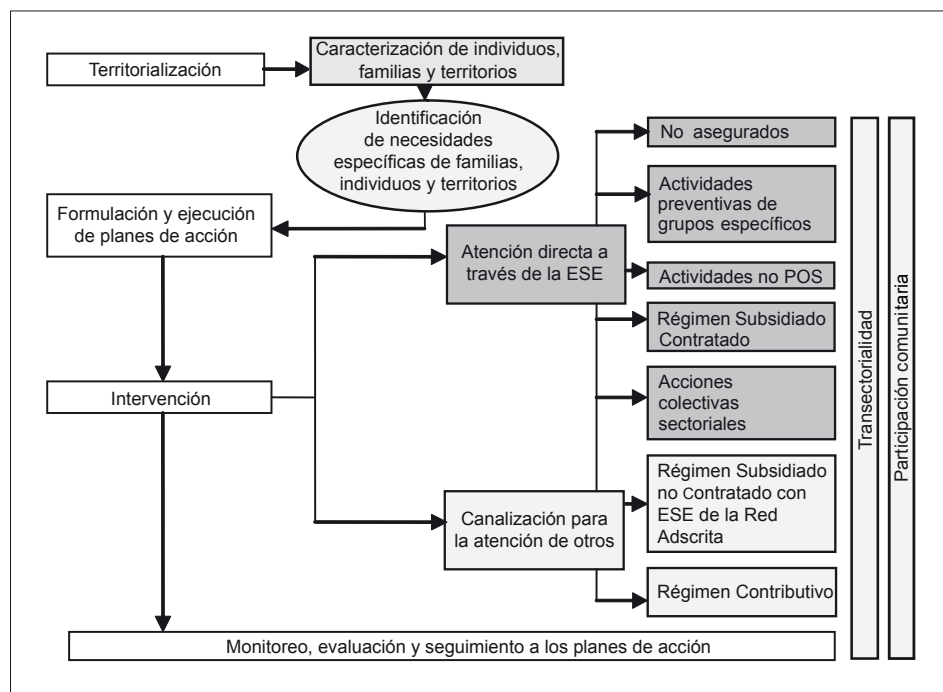 Territorialización
Caracterización de individuos,
familias y territorios
Identificación
de necesidades
específicas de familias,
individuos y territorios
Formulación y ejecución
de planes de acción
Intervención
Atención directa a
través de la ESE
Canalización para
la atención de otros
No asegurados
Actividades
preventivas de
grupos específicos
Actividades no POS
Régimen Subsidiado
Contratado
Acciones
colectivas
sectoriales
Régimen Subsidiado
no Contratado con
ESE de la Red
Adscrita
Régimen Contributivo
Transectorialidad
Participación comunitaria
Monitoreo, evaluación y seguimiento a los planes de acción